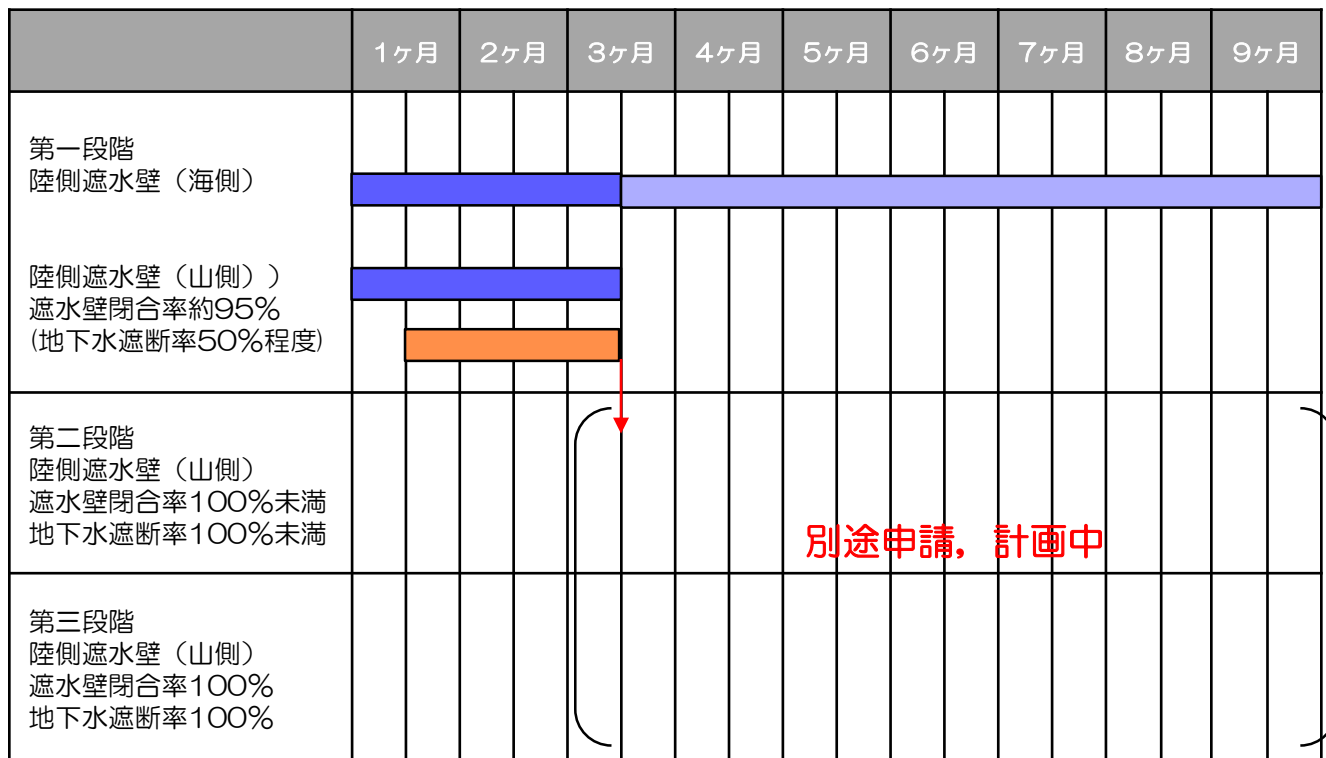 1ヶ月 2ヶ月 3ヶ月 4ヶ月 5ヶ月 6ヶ月 7ヶ月 8ヶ月 9ヶ月
第一段階
陸側遮水壁（海側）
陸側遮水壁（山側））
遮水壁閉合率約95%
(地下水遮断率50%程度)
第二段階
陸側遮水壁（山側）
遮水壁閉合率100%未満
地下水遮断率100%未満
別途申請，計画中
第三段階
陸側遮水壁（山側）
遮水壁閉合率100%
地下水遮断率100%